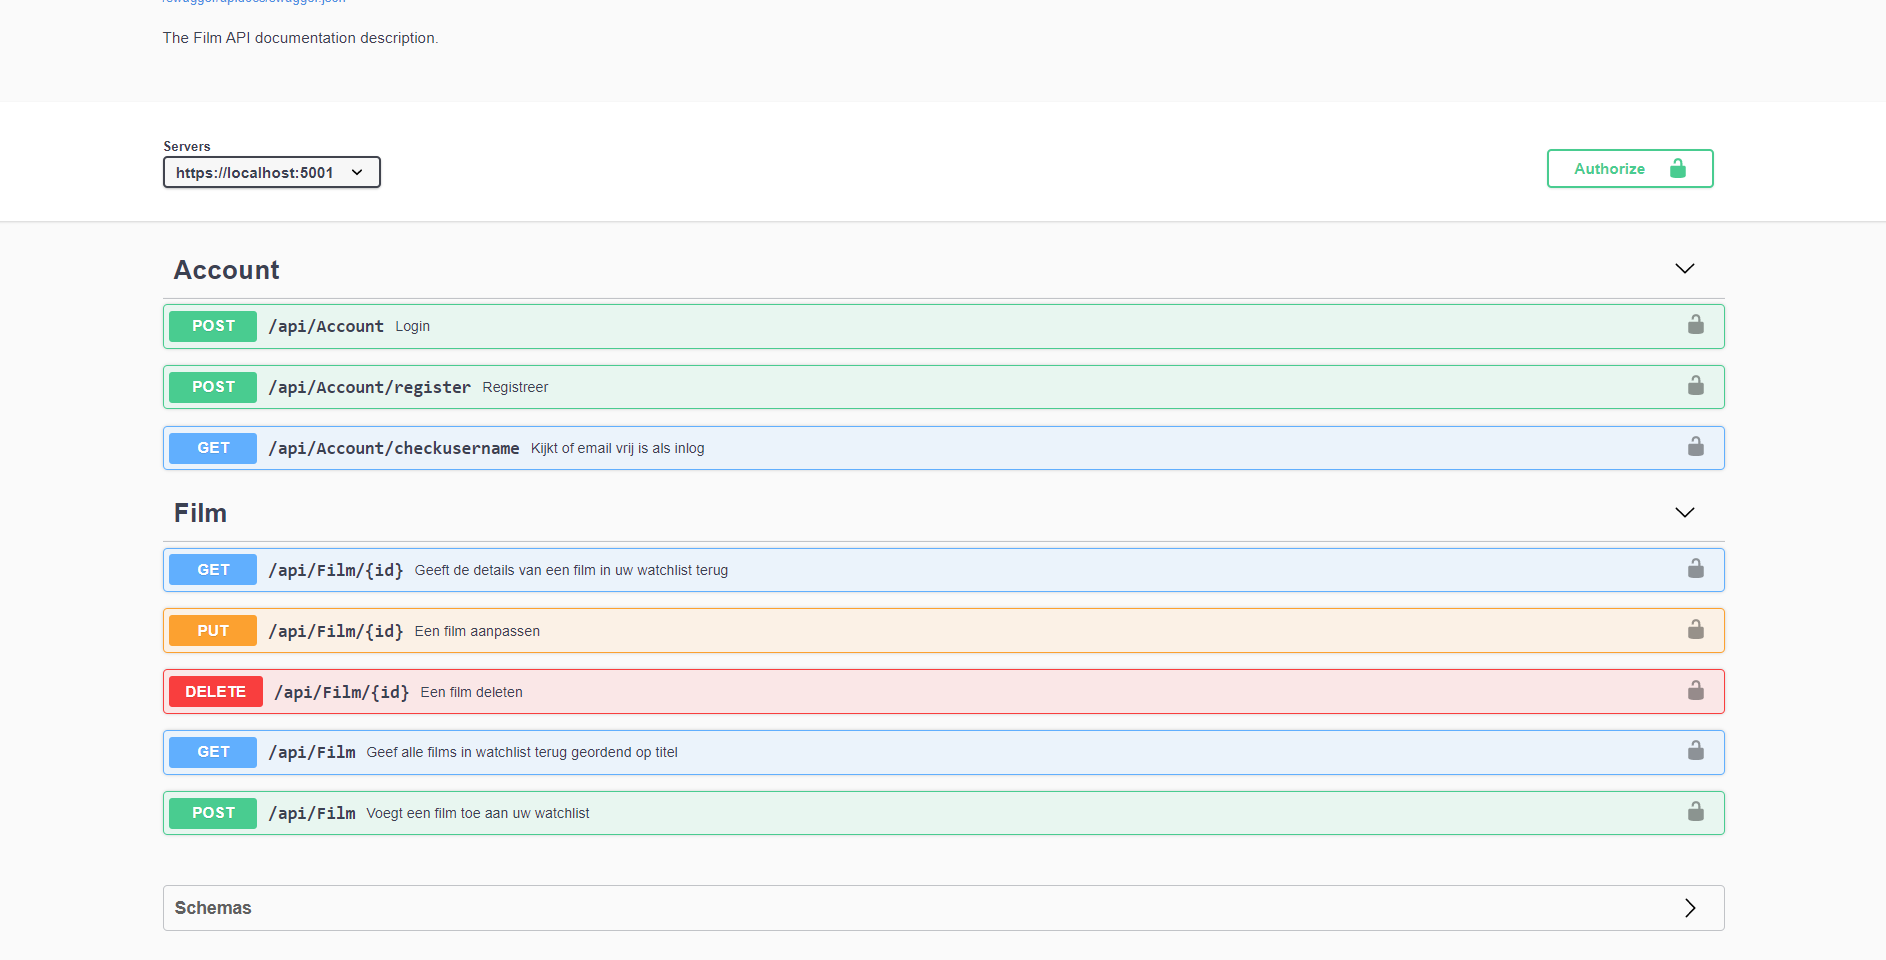 The Film API documentation description.
Servers
https://localhost:5001
Authorize
Account
POST /api/Account Login
POST /api/Account/register Registreer
GET /api/Account/checkusername Kijkt of email vrij is als inlog
Film
GET /api/Film/{id} Geeft de details van een film in uw watchlist terug
PUT /api/Film/{id} Een film aanpassen
DELETE /api/Film/{id} Een film deleten
GET /api/Film Geef alle films in watchlist terug geordend op titel
POST /api/Film Voegt een film toe aan uw watchlist
Schemas